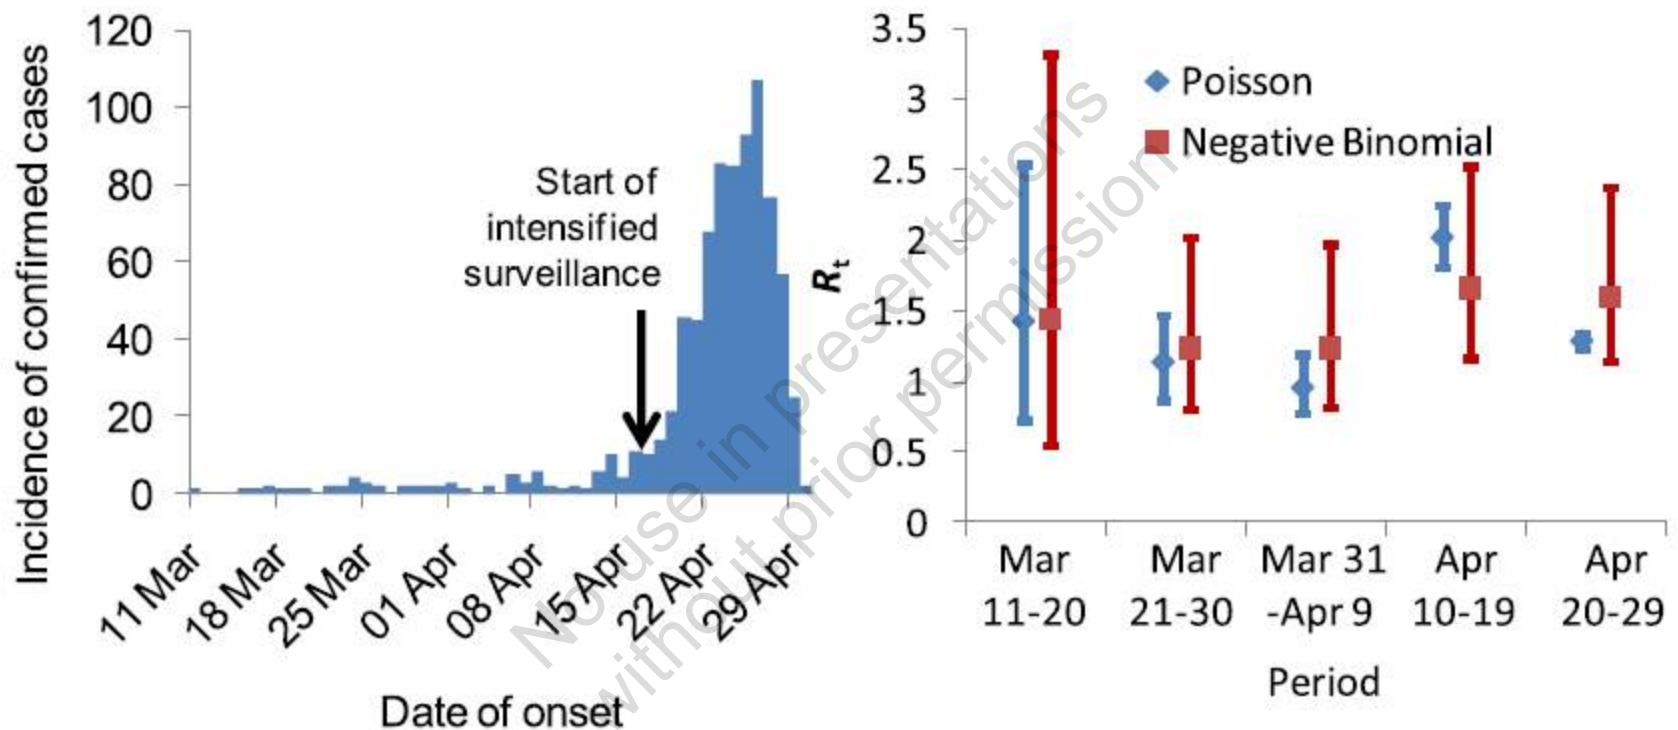 Incidence of confirmed cases
120
100
80
60
40
20
0
Start of
intensified
surveillance
11 Mar
18 Mar
25 Mar
01 Apr
08 Apr
15 Apr
22 Apr
29 Apr
Date of onset
Rt
3.5
3
2.5
2
1.5
1
0.5
0
Poisson
Negative Binomial
Mar
11-20
Mar
21-30
Mar 31
-Apr 9
Apr
10-19
Apr
20-29
Period
No use in presentations
without prior permission